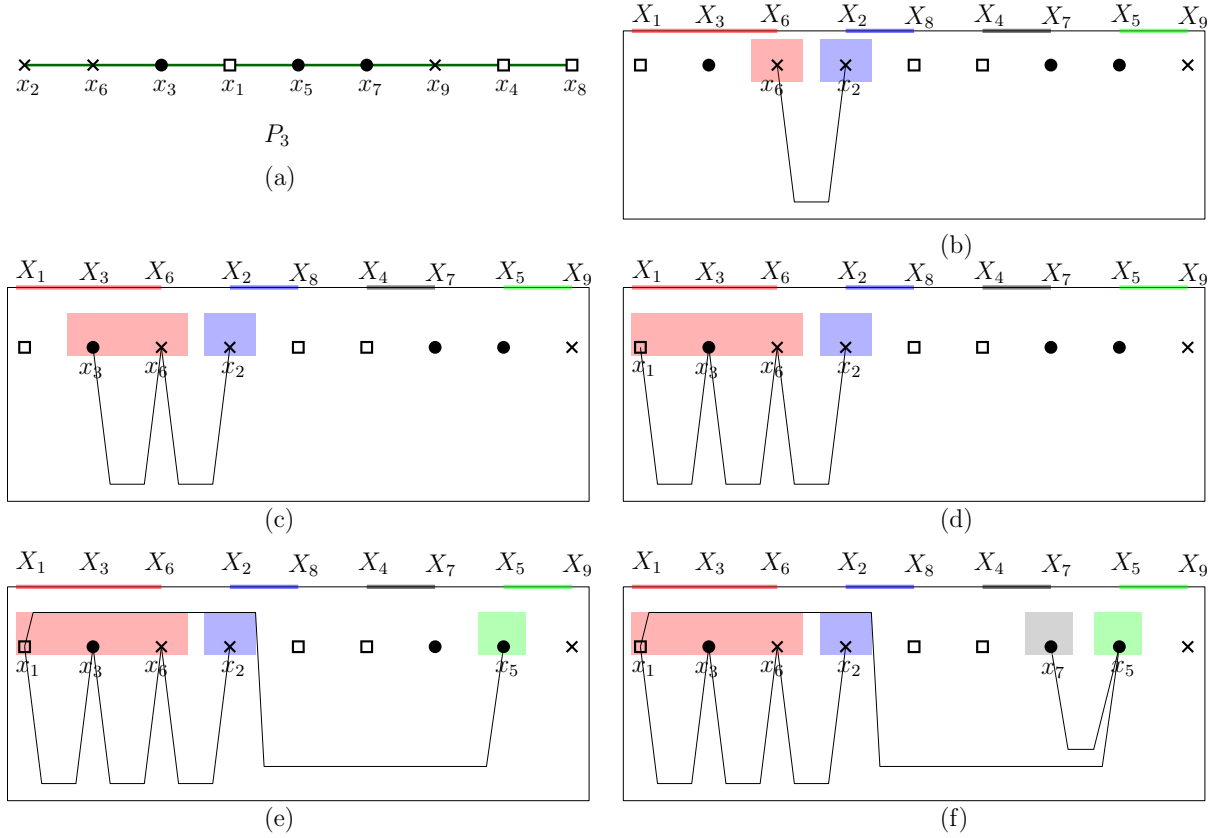 x₂ x₆ x₃ x₁ x₅ x₇ x₉ x₄ x₈
P₃
(a)
X₁ X₃ X₆ X₂ X₈ X₄ X₇ X₅ X₉
x₆ x₂
(b)
X₁ X₃ X₆ X₂ X₈ X₄ X₇ X₅ X₉
x₃ x₆ x₂
(c)
X₁ X₃ X₆ X₂ X₈ X₄ X₇ X₅ X₉
x₁ x₃ x₆ x₂
(d)
X₁ X₃ X₆ X₂ X₈ X₄ X₇ X₅ X₉
x₁ x₃ x₆ x₂ x₅
(e)
X₁ X₃ X₆ X₂ X₈ X₄ X₇ X₅ X₉
x₁ x₃ x₆ x₂ x₇ x₅
(f)